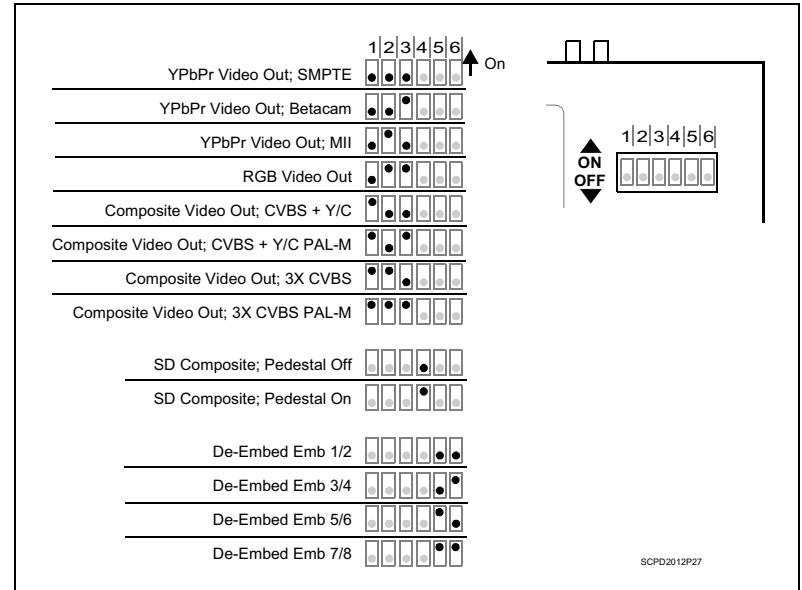 1 2 3 4 5 6
On
YPbPr Video Out; SMPTE
YPbPr Video Out; Betacam
YPbPr Video Out; MII
RGB Video Out
Composite Video Out; CVBS + Y/C
Composite Video Out; CVBS + Y/C PAL-M
Composite Video Out; 3X CVBS
Composite Video Out; 3X CVBS PAL-M
SD Composite; Pedestal Off
SD Composite; Pedestal On
De-Embed Emb 1/2
De-Embed Emb 3/4
De-Embed Emb 5/6
De-Embed Emb 7/8
1 2 3 4 5 6
ON
OFF
SCPD2012P27